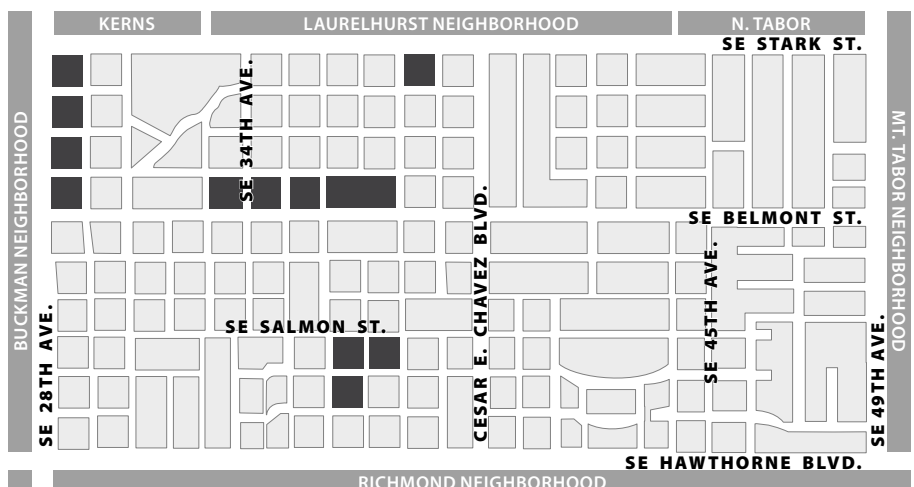 KERNS
LAURELHURST NEIGHBORHOOD
N. TABOR
SE STARK ST.
BUCKMAN NEIGHBORHOOD
SE 34TH AVE.
MT. TABOR NEIGHBORHOOD
SE BELMONT ST.
CESAR E. CHAVEZ BLVD.
SE 45TH AVE.
SE SALMON ST.
SE 28TH AVE.
SE 49TH AVE.
SE HAWTHORNE BLVD.
RICHMOND NEIGHBORHOOD